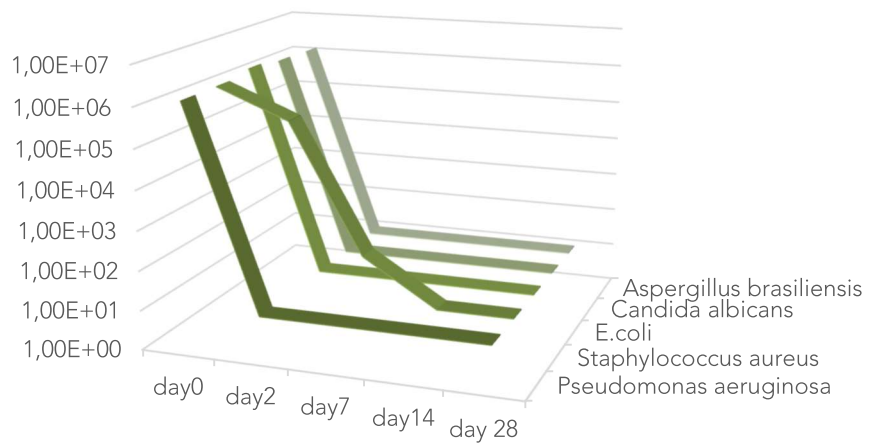 1,00E+07
1,00E+06
1,00E+05
1,00E+04
1,00E+03
1,00E+02
1,00E+01
1,00E+00
day0
day2
day7
day14
day 28
Aspergillus brasiliensis
Candida albicans
E.coli
Staphylococcus aureus
Pseudomonas aeruginosa